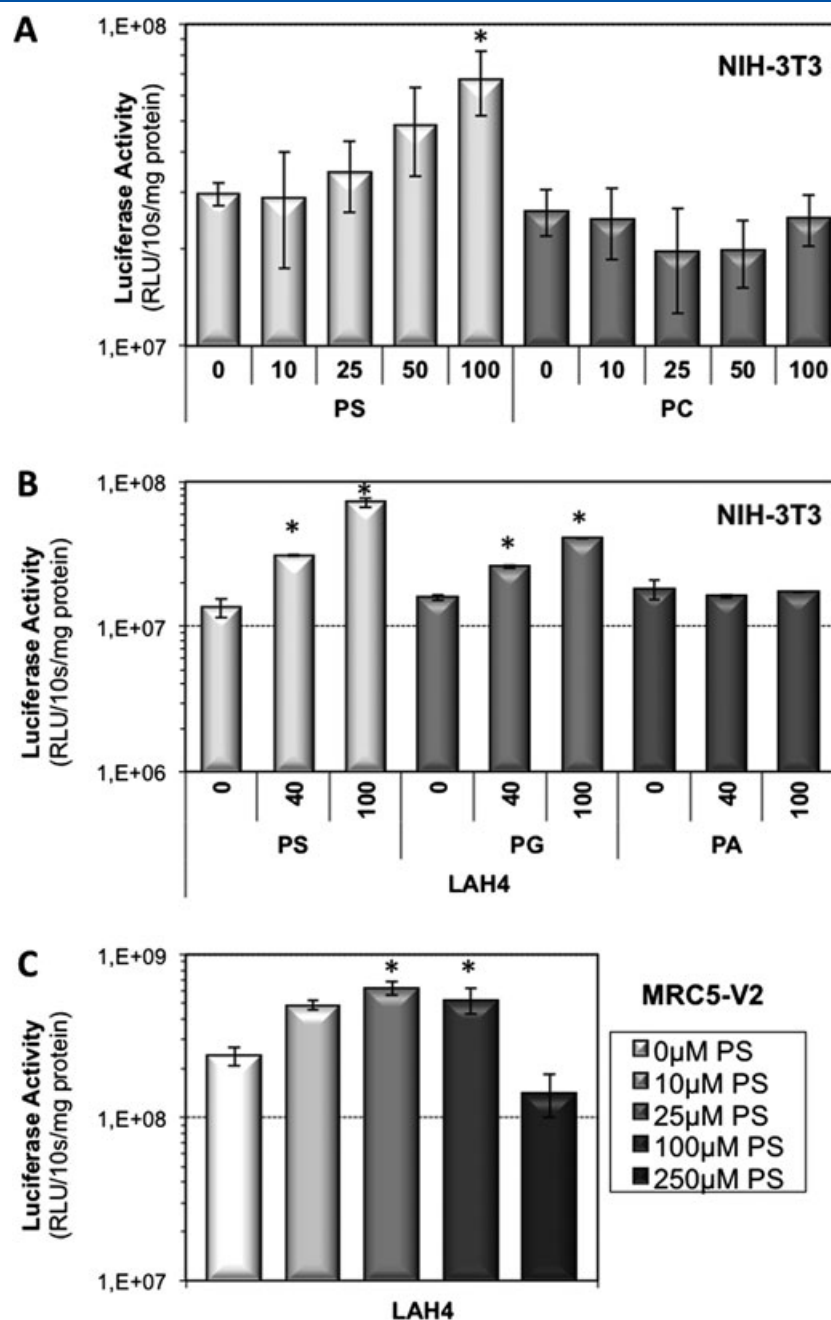 A
Luciferase Activity
(RLU/10s/mg protein)
1,E+08
1,E+07
NIH-3T3
*
0 10 25 50 100 0 10 25 50 100
PS PC
B
Luciferase Activity
(RLU/10s/mg protein)
1,E+08
1,E+07
1,E+06
NIH-3T3
* * * *
0 40 100 0 40 100 0 40 100
PS PG PA
LAH4
C
Luciferase Activity
(RLU/10s/mg protein)
1,E+09
1,E+08
1,E+07
* *
LAH4
MRC5-V2
0µM PS
10µM PS
25µM PS
100µM PS
250µM PS